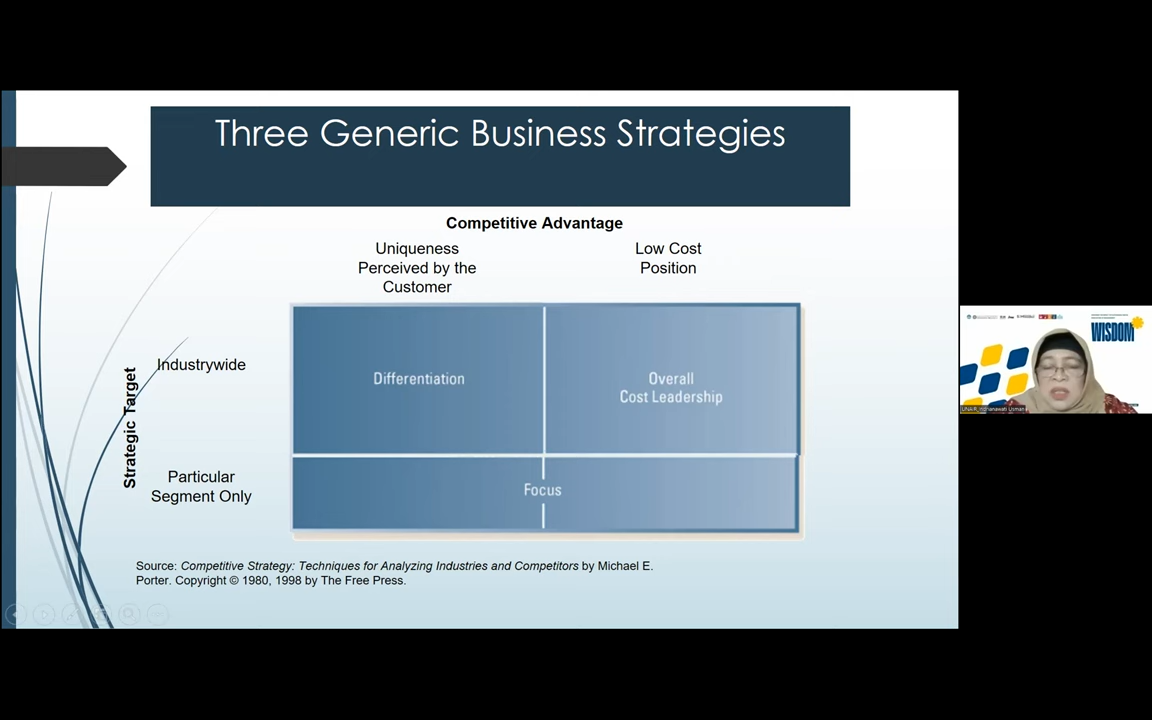 Three Generic Business Strategies
Competitive Advantage
Uniqueness
Perceived by the
Customer
Low Cost
Position
Strategic Target
Industrywide
Differentiation
Overall
Cost Leadership
Particular
Segment Only
Focus
Source: Competitive Strategy: Techniques for Analyzing Industries and Competitors by Michael E.
Porter. Copyright © 1980, 1998 by The Free Press.
WISDOM